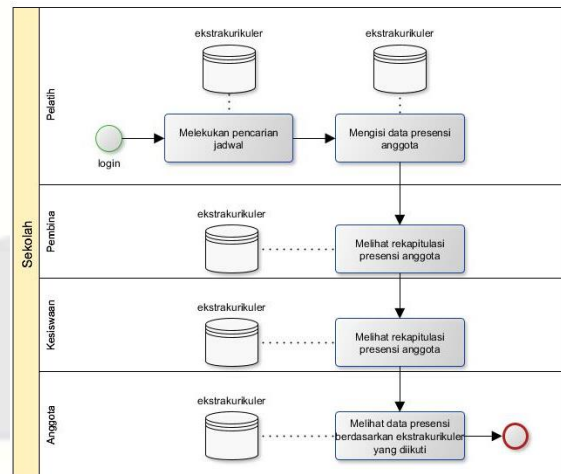 Sekolah
Pelatih
ekstrakurikuler
ekstrakurikuler
login
Melekukan pencarian
jadwal
Mengisi data presensi
anggota
Pembina
ekstrakurikuler
Melihat rekapitulasi
presensi anggota
Kesiswaan
ekstrakurikuler
Melihat rekapitulasi
presensi anggota
Anggota
ekstrakurikuler
Melihat data presensi
berdasarkan ekstrakurikuler
yang diikuti